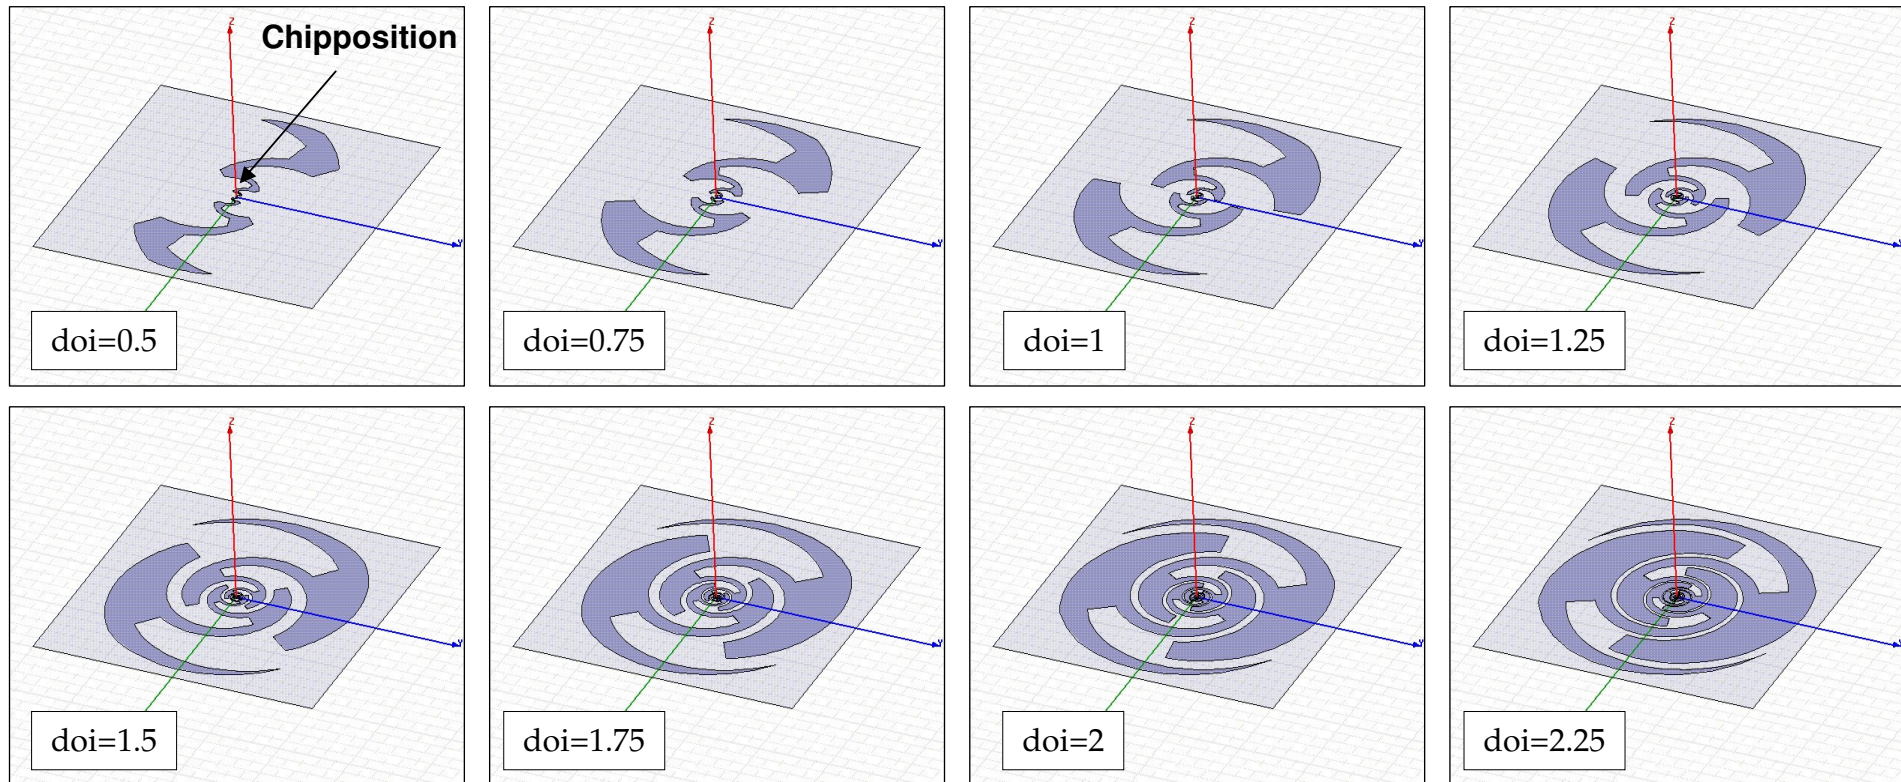 Z
Chipposition
Y
doi=0.5
Z
Y
doi=0.75
Z
Y
doi=1
Z
doi=1.25
Z
Y
doi=1.5
Z
Y
doi=1.75
Z
Y
doi=2
Z
doi=2.25